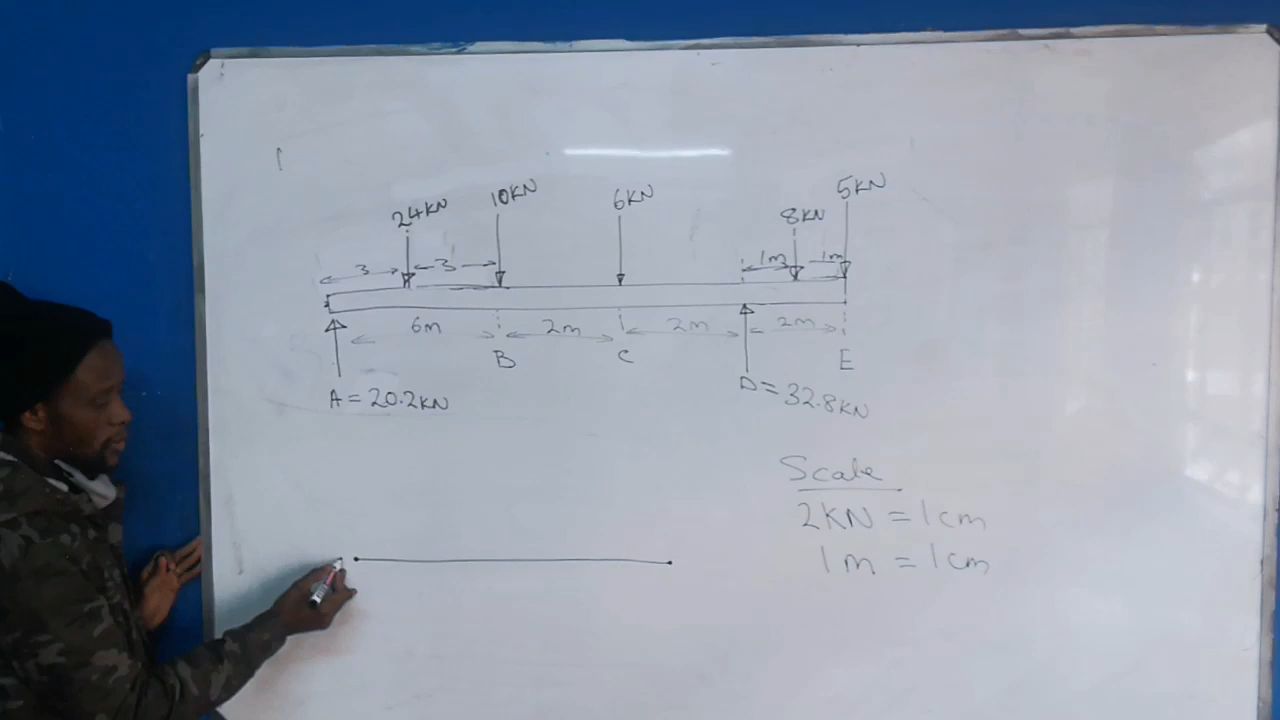 24KN 10KN 6KN 8KN 5KN
3 3 1m 1m
6m 2m 2m 2m
B C E
A = 20.2KN D = 32.8KN
Scale
2KN = 1cm
1m = 1cm